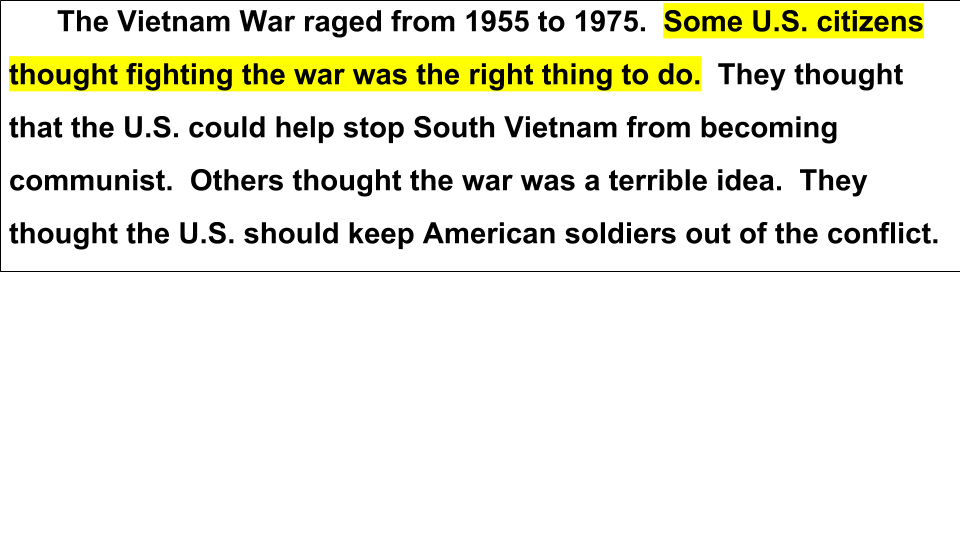 The Vietnam War raged from 1955 to 1975.  Some U.S. citizens
thought fighting the war was the right thing to do.  They thought
that the U.S. could help stop South Vietnam from becoming
communist.  Others thought the war was a terrible idea.  They
thought the U.S. should keep American soldiers out of the conflict.